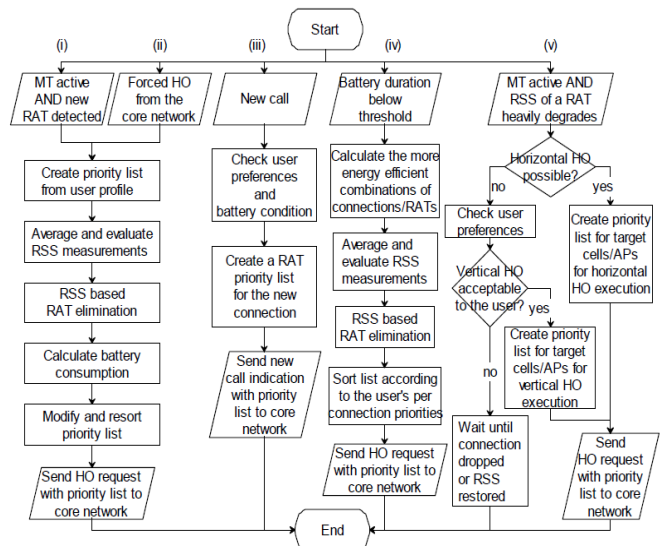 Start
(i)
(ii)
(iii)
(iv)
(v)
MT active
AND new
RAT detected
Forced HO
from the
core network
New call
Battery duration
below
threshold
MT active AND
RSS of a RAT
heavily degrades
Create priority list
from user profile
Average and evaluate
RSS measurements
RSS based
RAT elimination
Calculate battery
consumption
Modify and resort
priority list
Send HO request
with priority list to
core network
Check user
preferences
and
battery condition
Create a RAT
priority list
for the new
connection
Send new
call indication
with priority list
to core
network
Calculate the more
energy efficient
combinations of
connections/RATs
Average and
evaluate RSS
measurements
RSS based
RAT elimination
Sort list according
to the user's per
connection priorities
Send HO request
with priority list to
core network
Horizontal HO
possible?
no
yes
Check user
preferences
Vertical HO
acceptable
to the user?
yes
no
Create priority
list for target
cells/APs
for horizontal
HO execution
Create priority
list for target
cells/APs for
vertical HO
execution
Wait until
connection
dropped
or RSS
restored
Send
HO request
with priority
list to core
network
End